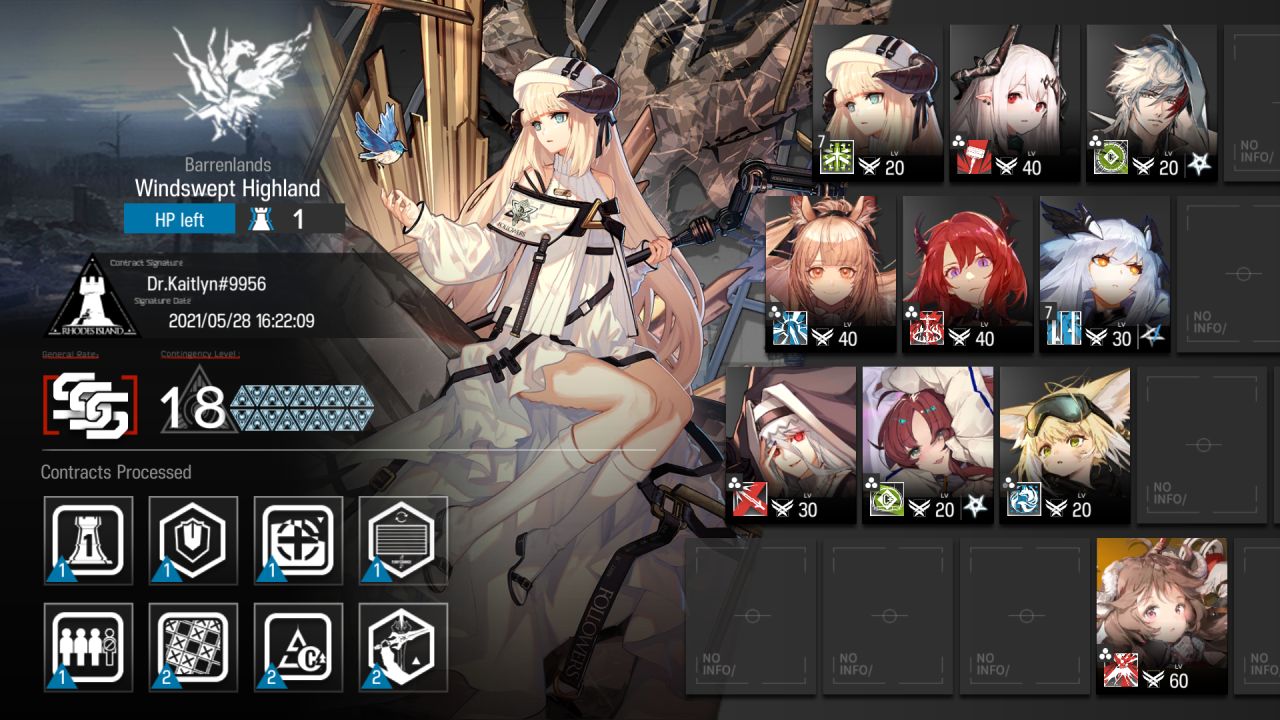 Barrenlands
Windswept Highland
HP left 1
Contract Signature
Dr.Kaitlyn#9956
Signature Date
2021/05/28 16:22:09
RHODES ISLAND
General Rate:
Contingency Level:
18
Contracts Processed
1
1
1
1
1
1
2
2
2
FOLLOWERS
FOLLOWERS
7
LV
20
LV
40
LV
20
NO
INFO/
LV
40
LV
40
7
LV
30
NO
INFO/
LV
30
LV
20
LV
20
NO
INFO/
NO
INFO/
NO
INFO/
NO
INFO/
LV
60
NO
INFO/